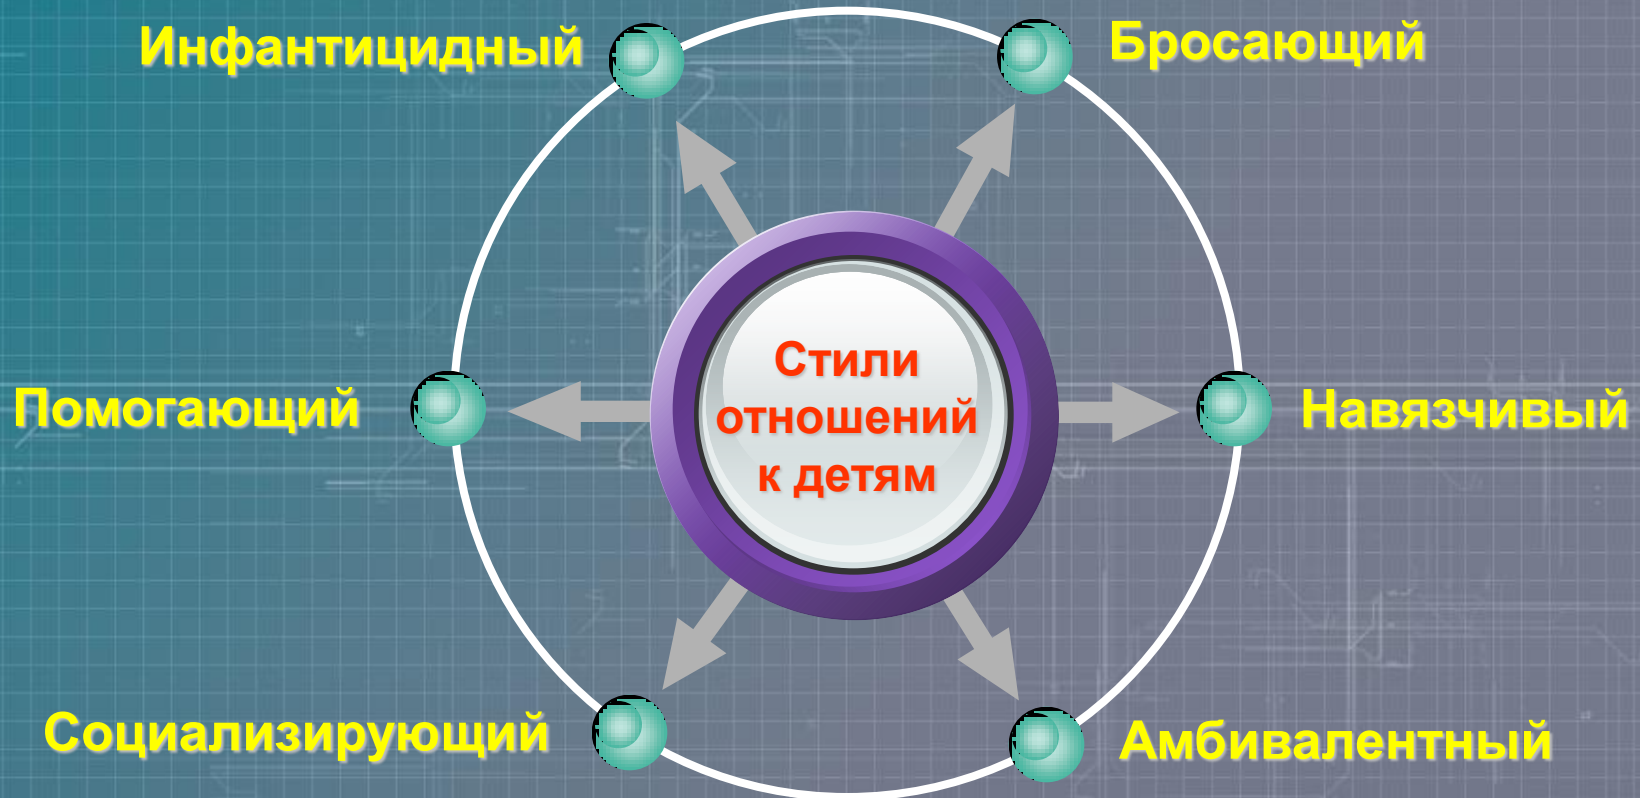 Инфантицидный
Бросающий
Стили
отношений
к детям
Помогающий
Навязчивый
Социализирующий
Амбивалентный